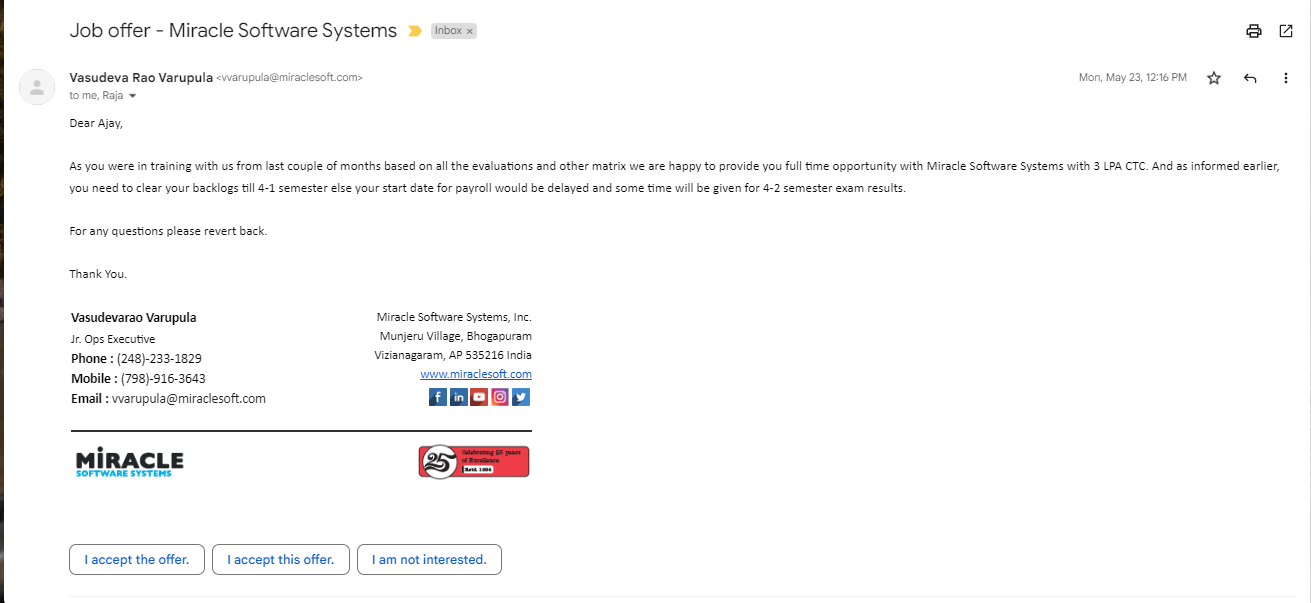 Job offer - Miracle Software Systems Inbox ×
Vasudeva Rao Varupula <vvarupula@miraclesoft.com> Mon, May 23, 12:16 PM
to me, Raja
Dear Ajay,
As you were in training with us from last couple of months based on all the evaluations and other matrix we are happy to provide you full time opportunity with Miracle Software Systems with 3 LPA CTC. And as informed earlier,
you need to clear your backlogs till 4-1 semester else your start date for payroll would be delayed and some time will be given for 4-2 semester exam results.
For any questions please revert back.
Thank You.
Vasudevarao Varupula
Jr. Ops Executive
Phone : (248)-233-1829
Mobile : (798)-916-3643
Email : vvarupula@miraclesoft.com
Miracle Software Systems, Inc.
Munjeru Village, Bhogapuram
Vizianagaram, AP 535216 India
www.miraclesoft.com
MIRACLE
SOFTWARE SYSTEMS
25
Celebrating 25 years
of Excellence
Estd. 1994
I accept the offer. I accept this offer. I am not interested.